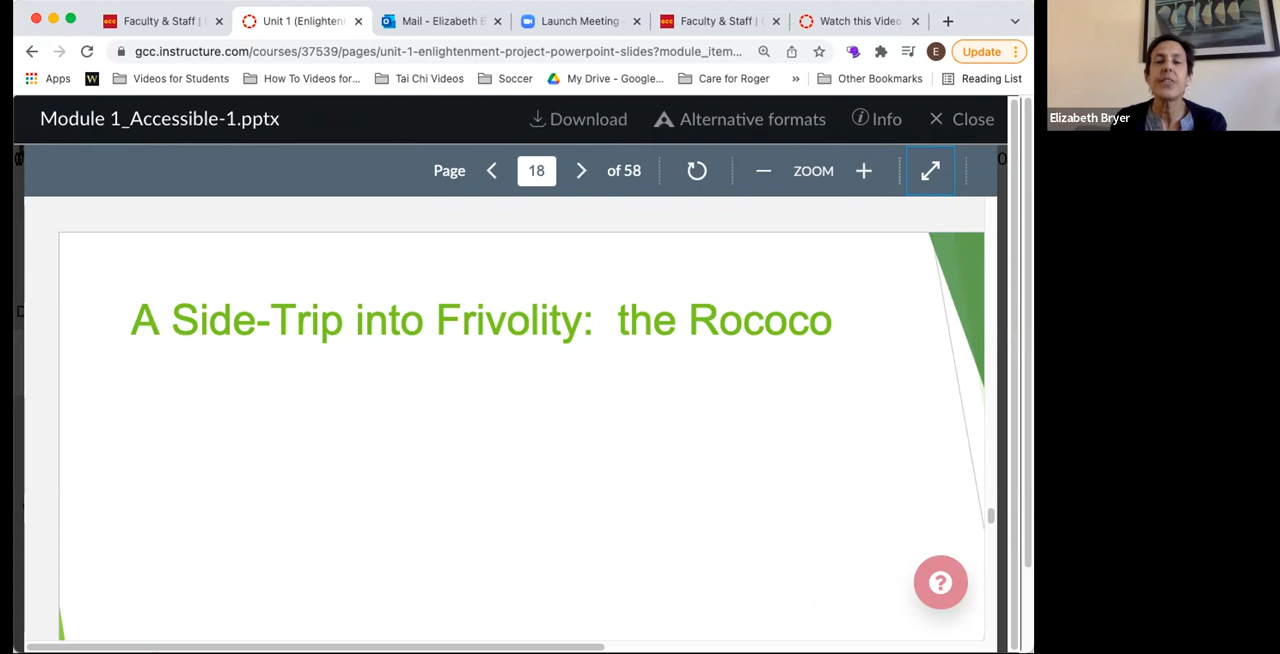 Faculty & Staff | G
Unit 1 (Enlighten
Mail - Elizabeth B
Launch Meeting -
Faculty & Staff | G
Watch this Video
gcc.instructure.com/courses/37539/pages/unit-1-enlightenment-project-powerpoint-slides?module_item...
E
Update
Apps
W
Videos for Students
How To Videos for...
Tai Chi Videos
Soccer
My Drive - Google...
Care for Roger
»
Other Bookmarks
Reading List
Elizabeth Bryer
Module 1_Accessible-1.pptx
Download
Alternative formats
Info
Close
Page
18
of 58
ZOOM
A Side-Trip into Frivolity: the Rococo